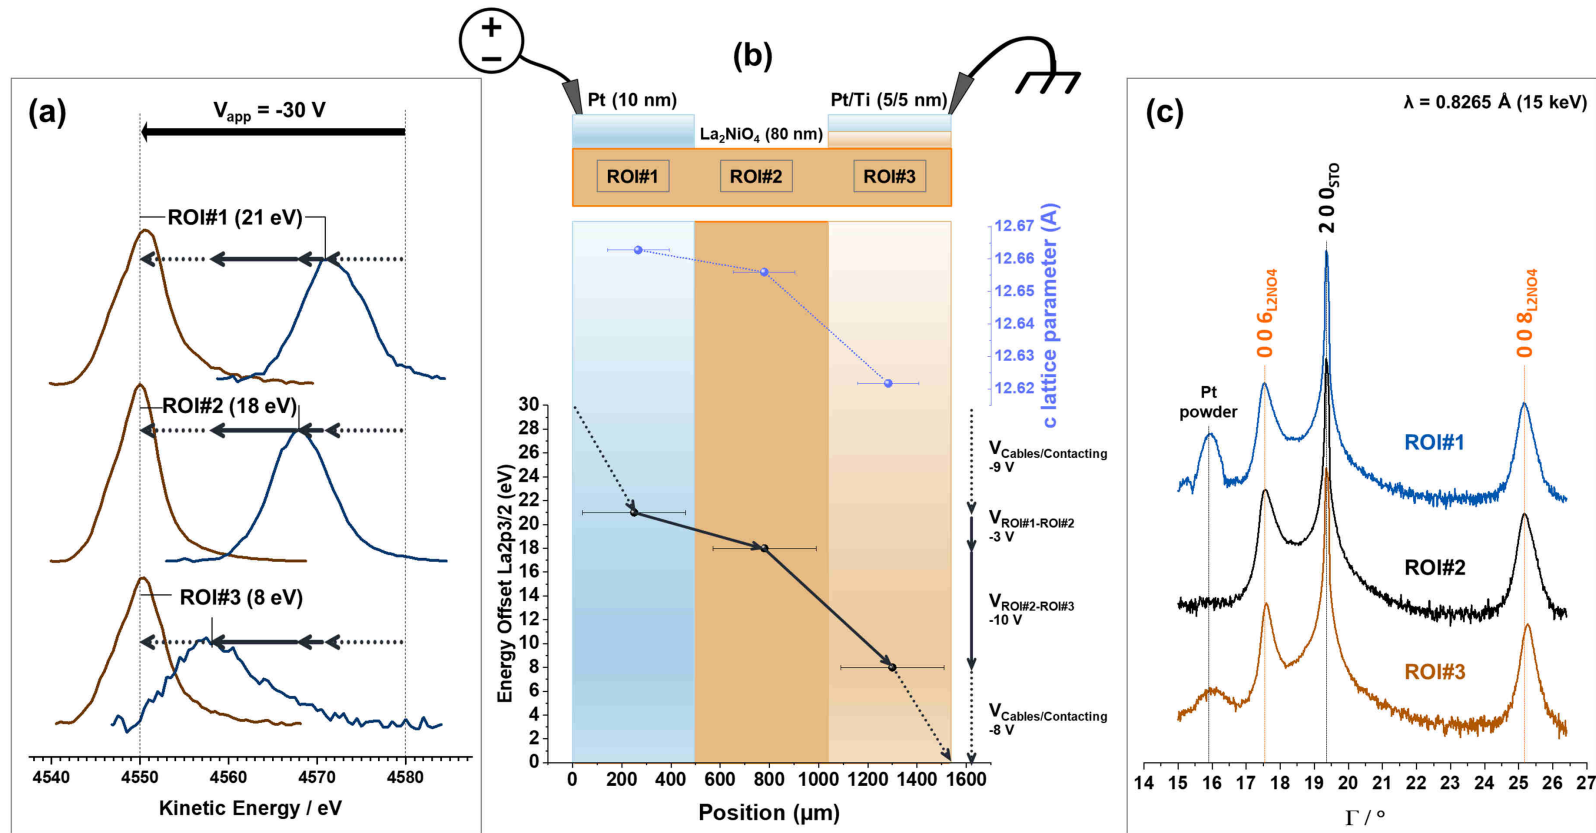 (a)
V_app = -30 V
ROI#1 (21 eV)
ROI#2 (18 eV)
ROI#3 (8 eV)
4540 4550 4560 4570 4580
Kinetic Energy / eV
(b)
+
−
Pt (10 nm)
Pt/Ti (5/5 nm)
La₂NiO₄ (80 nm)
ROI#1
ROI#2
ROI#3
12.67
12.66
12.65
12.64
12.63
12.62
c lattice parameter (A)
30
28
26
24
22
20
18
16
14
12
10
8
6
4
2
0
Energy Offset La2p3/2 (eV)
V_Cables/Contacting
-9 V
V_ROI#1-ROI#2
-3 V
V_ROI#2-ROI#3
-10 V
V_Cables/Contacting
-8 V
0 200 400 600 800 1000 1200 1400 1600
Position (µm)
(c)
λ = 0.8265 Å (15 keV)
Pt
powder
0 0 6_L2NO4
2 0 0_STO
0 0 8_L2NO4
ROI#1
ROI#2
ROI#3
14 15 16 17 18 19 20 21 22 23 24 25 26 27
Γ / °